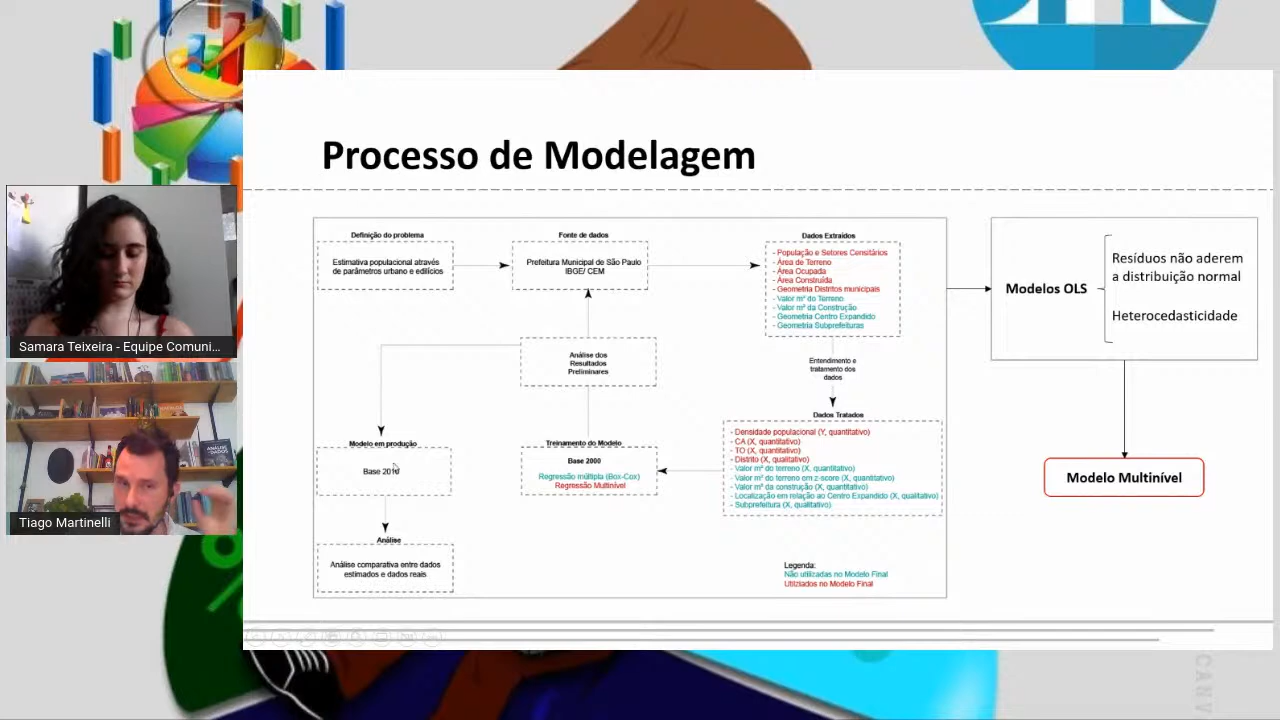 Processo de Modelagem
Definição do problema
Estimativa populacional através
de parâmetros urbano e edilícios
Fonte de dados
Prefeitura Municipal de São Paulo
IBGE/ CEM
Dados Extraídos
- População e Setores Censitários
- Área de Terreno
- Área Ocupada
- Área Construída
- Geometria Distritos municipais
- Valor m² do Terreno
- Valor m² da Construção
- Geometria Centro Expandido
- Geometria Subprefeituras
Entendimento e
tratamento dos
dados
Dados Tratados
- Densidade populacional (Y, quantitativo)
- CA (X, quantitativo)
- TO (X, quantitativo)
- Distrito (X, qualitativo)
- Valor m² do terreno (X, quantitativo)
- Valor m² do terreno em z-score (X, quantitativo)
- Valor m² da construção (X, quantitativo)
- Localização em relação ao Centro Expandido (X, qualitativo)
- Subprefeitura (X, qualitativo)
Análise dos
Resultados
Preliminares
Treinamento do Modelo
Base 2000
Regressão múltipla (Box-Cox)
Regressão Multinível
Modelo em produção
Base 2010
Análise
Análise comparativa entre dados
estimados e dados reais
Legenda:
Não utilizadas no Modelo Final
Utilziados no Modelo Final
Modelos OLS
Resíduos não aderem
a distribuição normal
Heterocedasticidade
Modelo Multinível
Samara Teixeira - Equipe Comuni...
Tiago Martinelli
ANÁLISE
DADOS
CANV